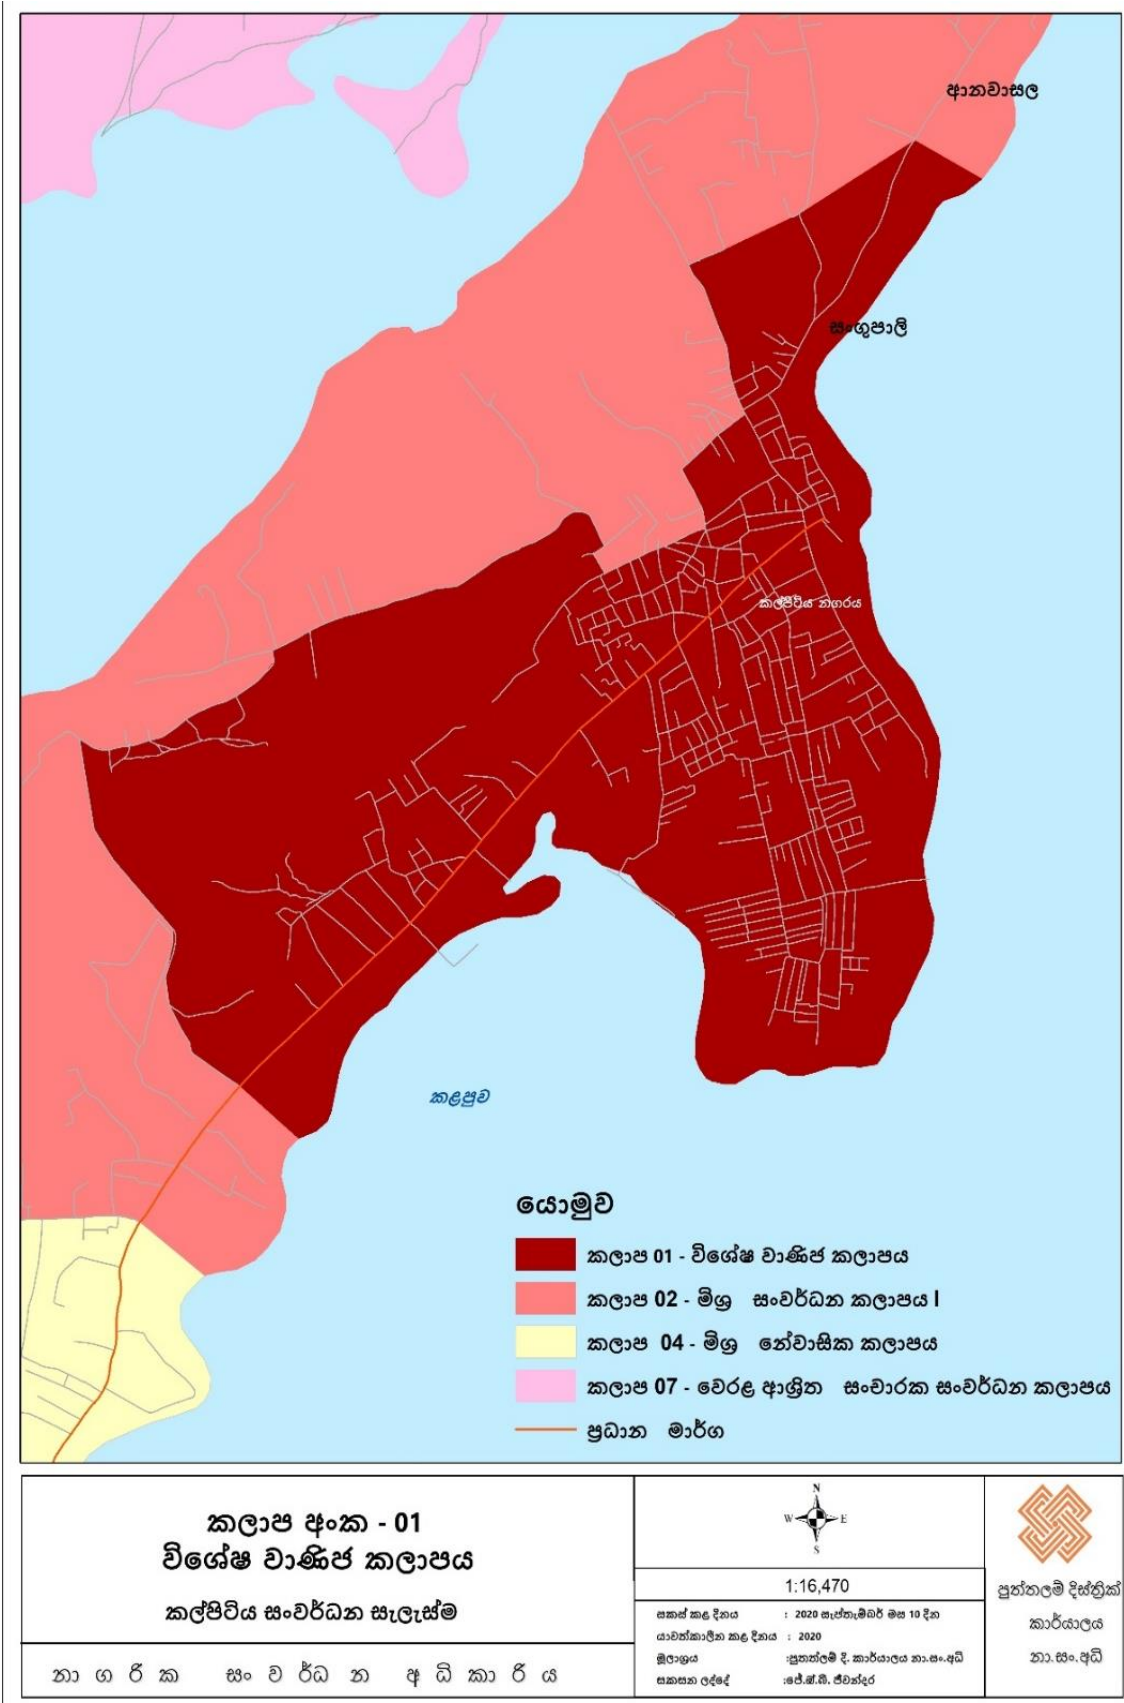 ආනවාසල
සංගුපාලි
කල්පිටිය නගරය
කළපුව
යොමුව
කලාප 01 - විශේෂ වාණිජ කලාපය
කලාප 02 - මිශ්‍ර සංවර්ධන කලාපය I
කලාප 04 - මිශ්‍ර නේවාසික කලාපය
කලාප 07 - වෙරළ ආශ්‍රිත සංචාරක සංවර්ධන කලාපය
ප්‍රධාන මාර්ග
කලාප අංක - 01
විශේෂ වාණිජ කලාපය
කල්පිටිය සංවර්ධන සැලැස්ම
නාගරික සංවර්ධන අධිකාරිය
N
W E
S
1:16,470
සකස් කළ දිනය : 2020 සැප්තැම්බර් මස 10 දින
යාවත්කාලීන කළ දිනය : 2020
මූලාශ්‍රය :පුත්තලම් දි. කාර්යාලය නා.සං.අධි
සකසන ලද්දේ
පුත්තලම් දිස්ත්‍රික්
කාර්යාලය
නා.සං.අධි